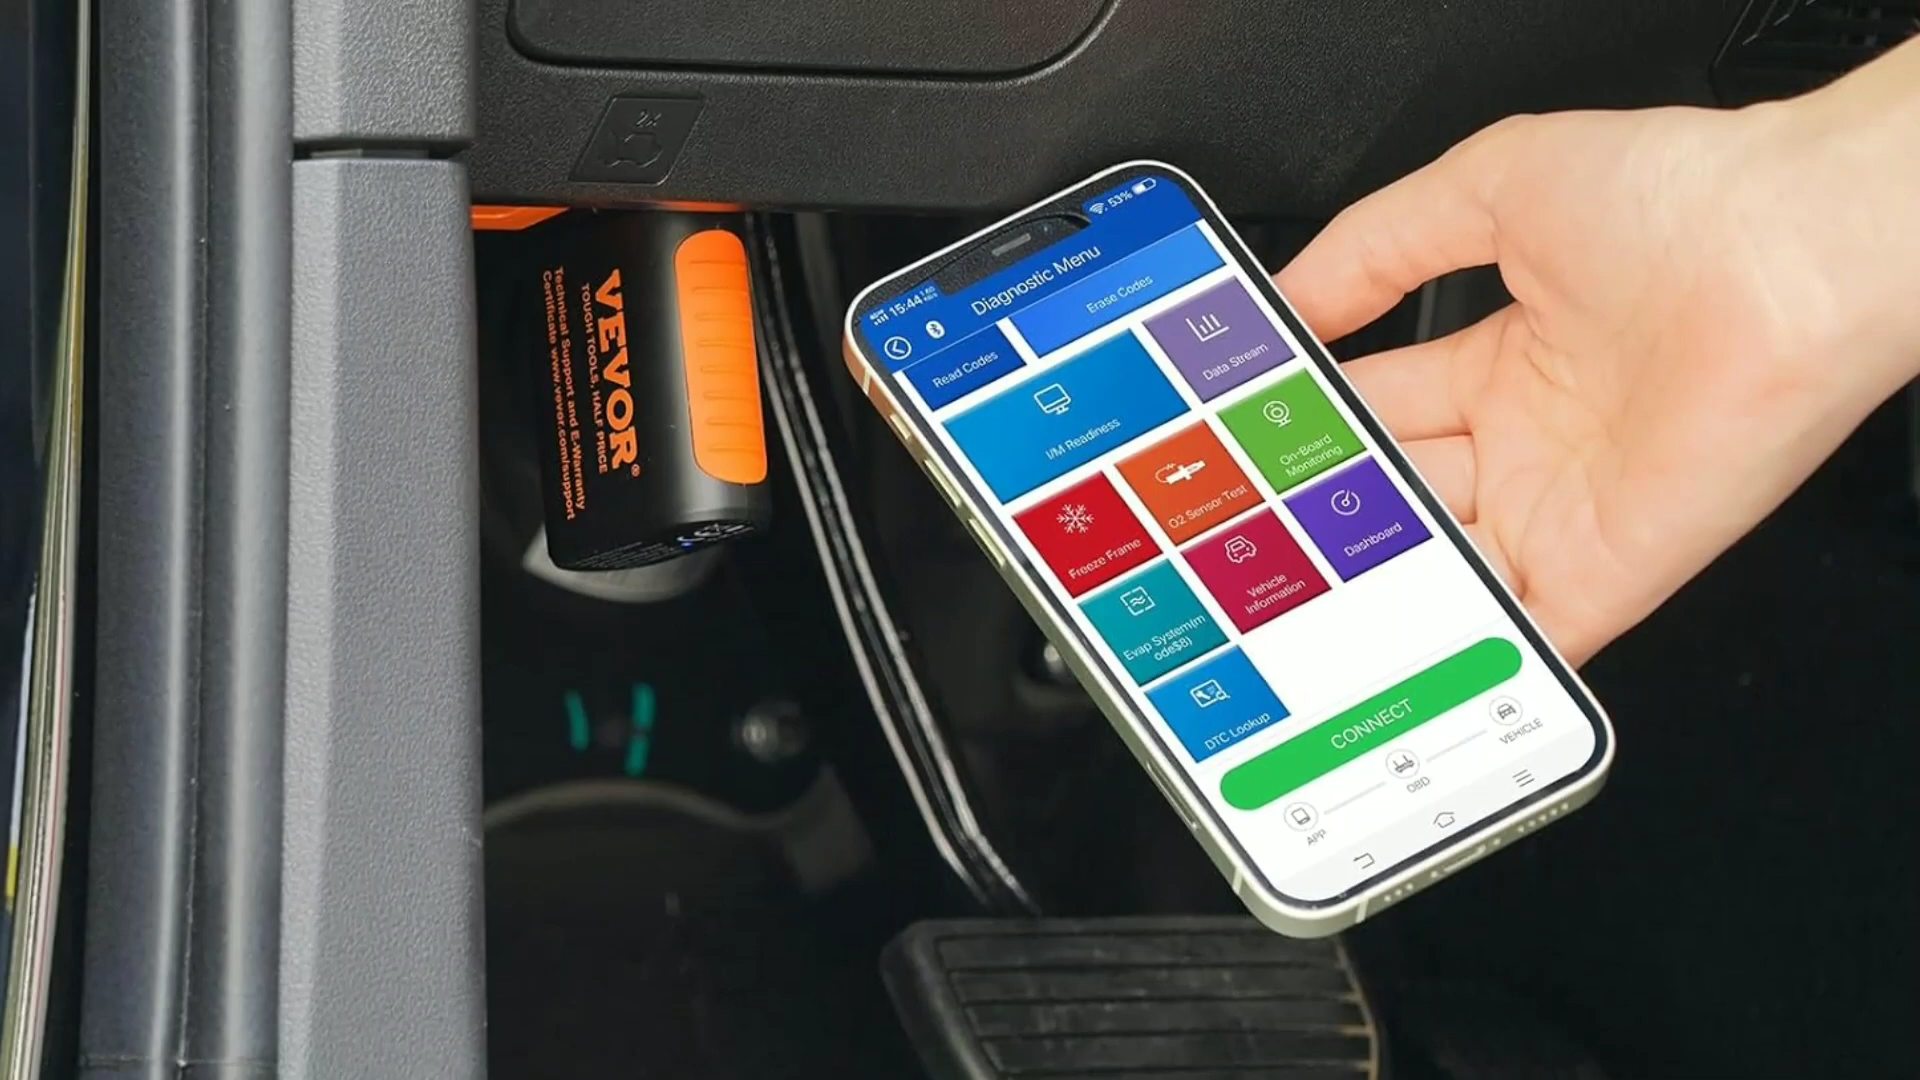 VEVOR®
TOUGH TOOLS, HALF PRICE
Technical Support and E-Warranty
Certificate www.vevor.com/support
15:44
53%
Diagnostic Menu
Read Codes
Erase Codes
I/M Readiness
Data Stream
Freeze Frame
O2 Sensor Test
On-Board
Monitoring
Evap System(m
ode$8)
Vehicle
Information
Dashboard
DTC Lookup
CONNECT
APP
OBD
VEHICLE